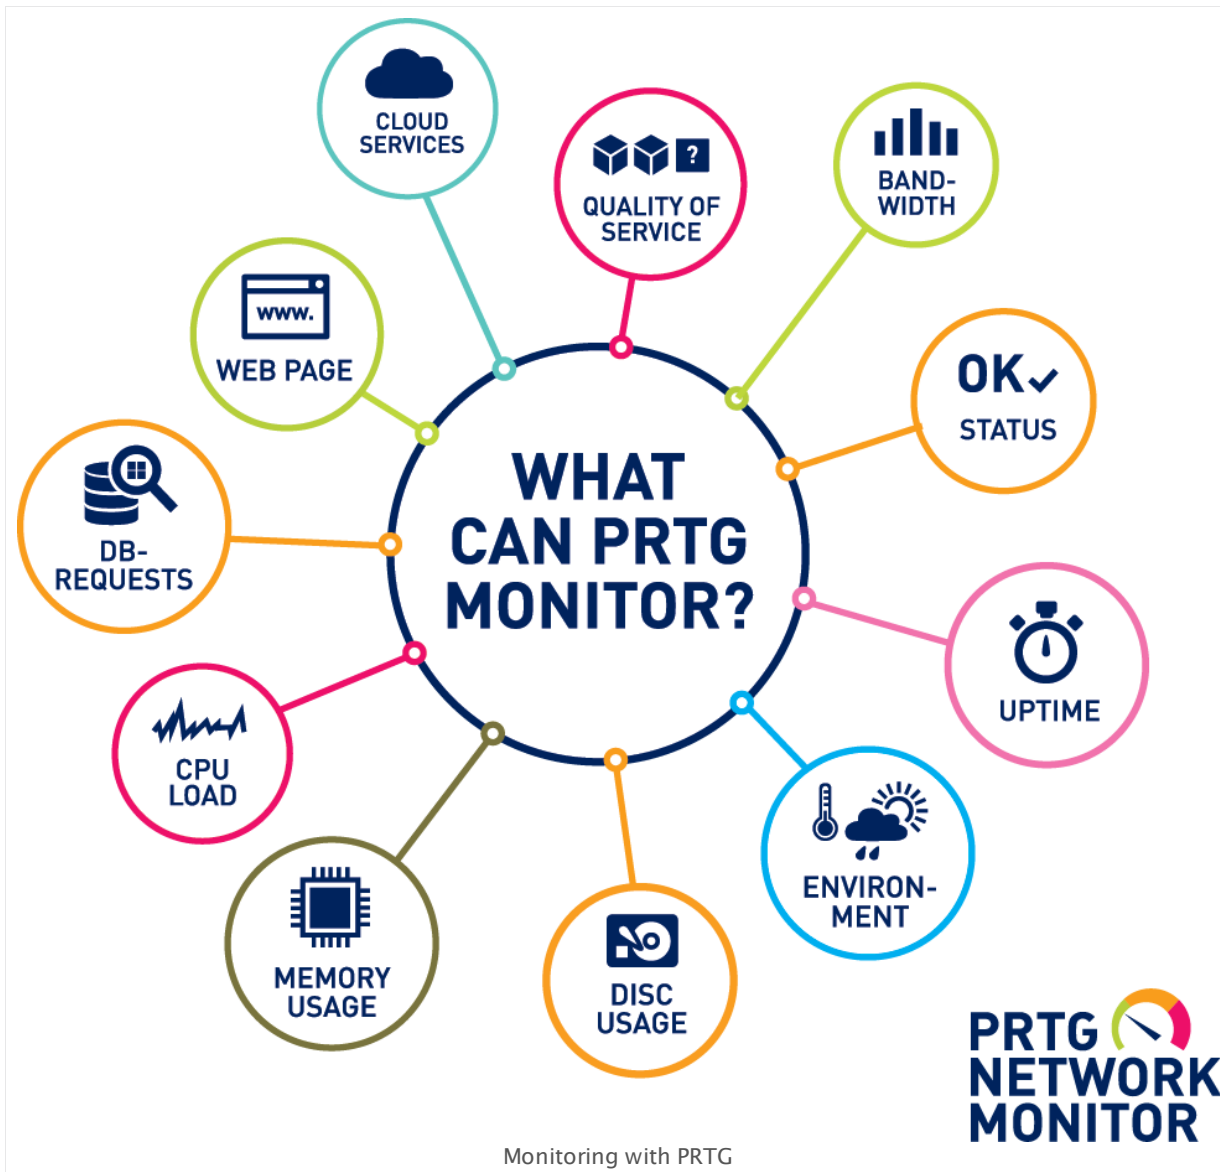 CLOUD
SERVICES
?
QUALITY OF
SERVICE
BAND-
WIDTH
www.
WEB PAGE
OK
STATUS
DB-
REQUESTS
WHAT
CAN PRTG
MONITOR?
UPTIME
CPU
LOAD
ENVIRON-
MENT
MEMORY
USAGE
DISC
USAGE
PRTG
NETWORK
MONITOR
Monitoring with PRTG